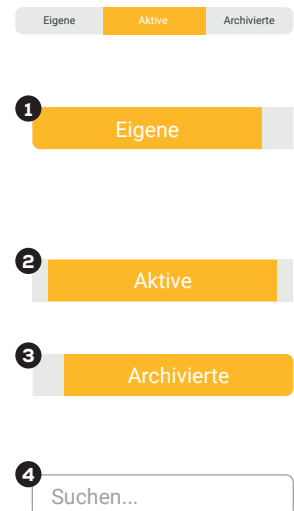 Eigene Aktive Archivierte
1
Eigene
2
Aktive
3
Archivierte
4
Suchen...